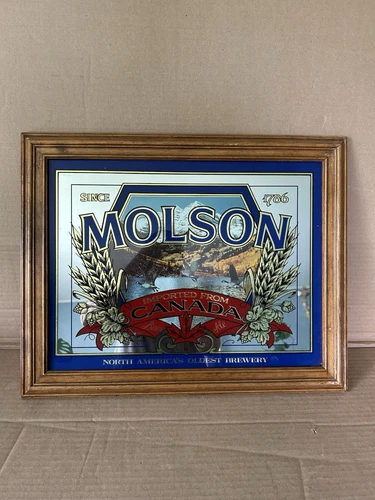 SINCE 1786
MOLSON
IMPORTED FROM
CANADA
NORTH AMERICA'S OLDEST BREWERY